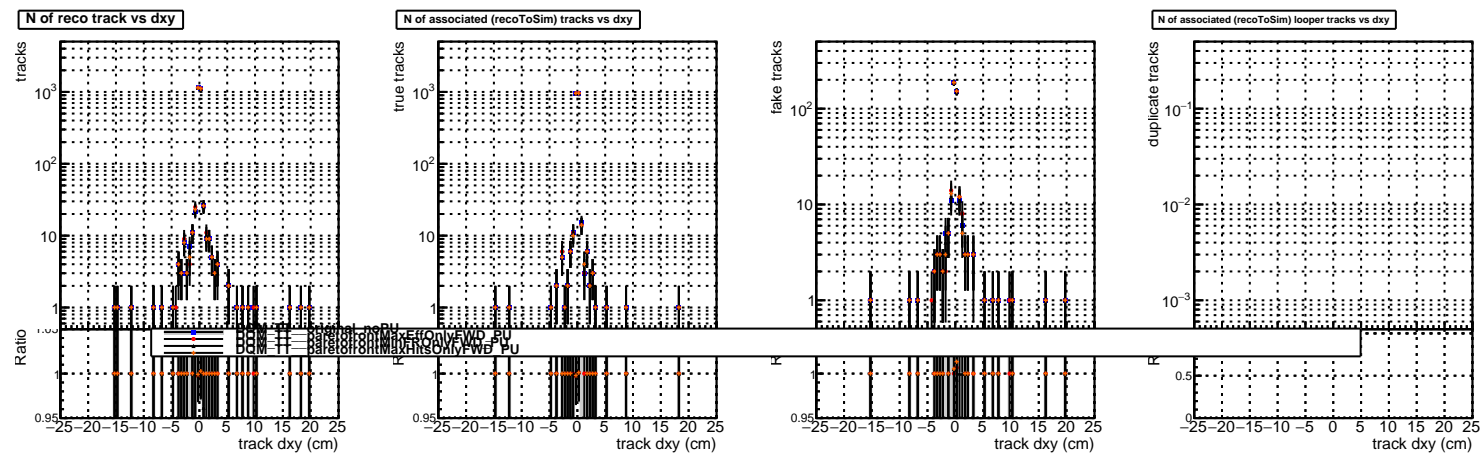 N of reco track vs dxy
N of associated (recoToSim) tracks vs dxy
N of associated (recoToSim) looper tracks vs dxy
tracks
10³
10²
10
1
true tracks
10³
10²
10
1
fake tracks
10²
10
1
duplicate tracks
10⁻¹
10⁻²
10⁻³
DQM_TT__paretofrontMaxEffOnlyFWD_PU
DQM_TT__paretofrontMinFROnlyFWD_PU
DQM_TT__paretofrontMaxHitsOnlyFWD_PU
Ratio
1
0.95
Ratio
1
0.95
1
0.95
0.5
0
−25 −20 −15 −10 −5 0 5 10 15 20 25
track dxy (cm)
−25 −20 −15 −10 −5 0 5 10 15 20 25
track dxy (cm)
−25 −20 −15 −10 −5 0 5 10 15 20 25
track dxy (cm)
−25 −20 −15 −10 −5 0 5 10 15 20 25
track dxy (cm)